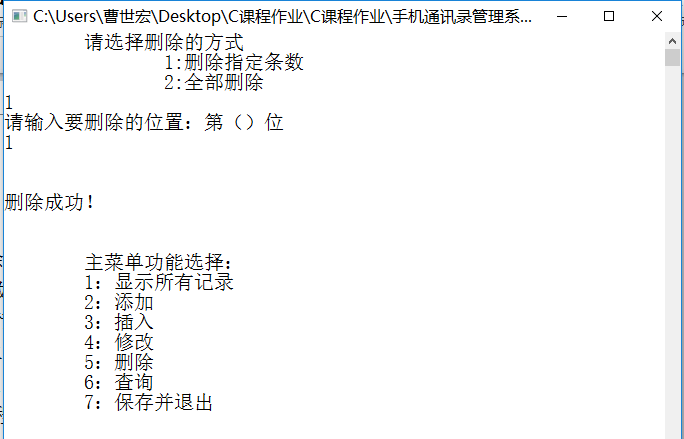 C:\Users\曹世宏\Desktop\C课程作业\C课程作业\手机通讯录管理系...
请选择删除的方式
1:删除指定条数
2:全部删除
1
请输入要删除的位置: 第（）位
1
删除成功!
主菜单功能选择:
1: 显示所有记录
2: 添加
3: 插入
4: 修改
5: 删除
6: 查询
7: 保存并退出